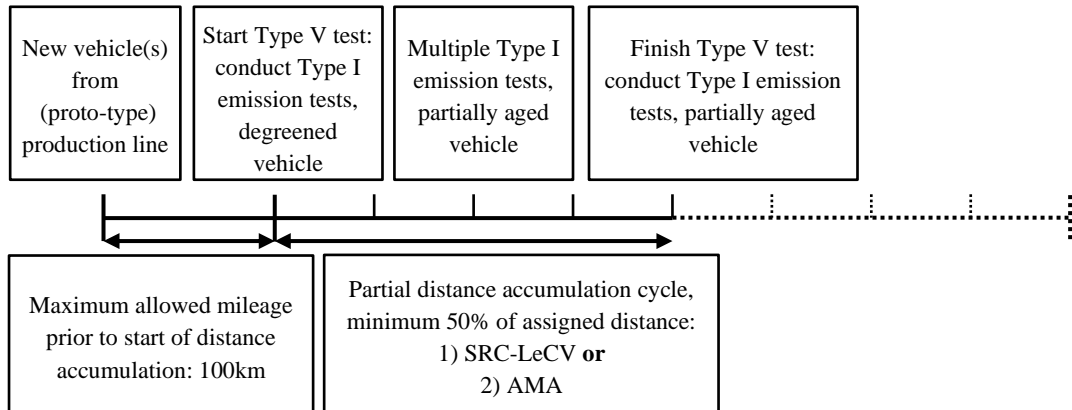 New vehicle(s)
from
(proto-type)
production line
Start Type V test:
conduct Type I
emission tests,
degreened
vehicle
Multiple Type I
emission tests,
partially aged
vehicle
Finish Type V test:
conduct Type I emission
tests, partially aged
vehicle
Maximum allowed mileage
prior to start of distance
accumulation: 100km
Partial distance accumulation cycle,
minimum 50% of assigned distance:
1) SRC-LeCV or
2) AMA